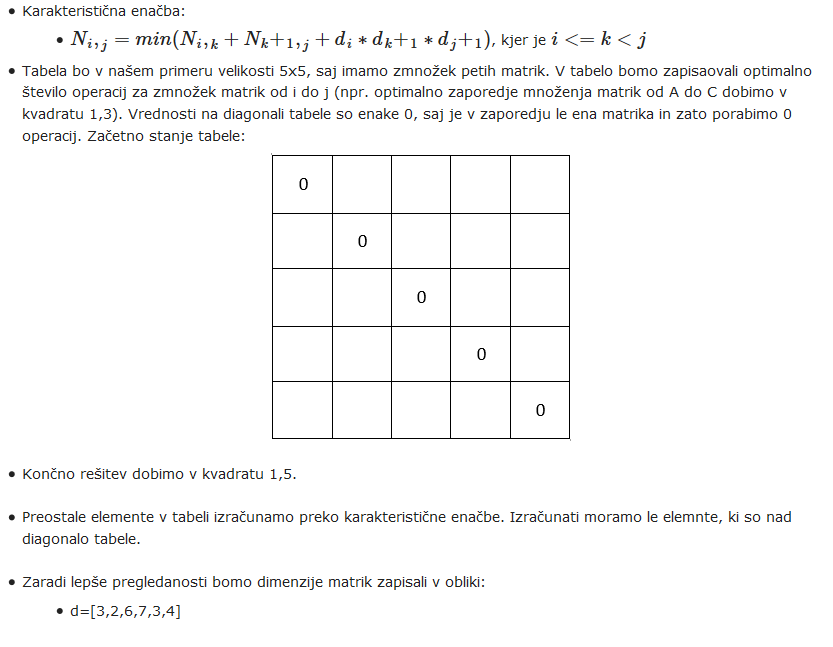 • Karakteristična enačba:
• N_{i,j} = min(N_{i,k} + N_{k+1,j} + d_i * d_{k+1} * d_{j+1}), kjer je i <= k < j
• Tabela bo v našem primeru velikosti 5x5, saj imamo zmnožek petih matrik. V tabelo bomo zapisaovali optimalno
število operacij za zmnožek matrik od i do j (npr. optimalno zaporedje množenja matrik od A do C dobimo v
kvadratu 1,3). Vrednosti na diagonali tabele so enake 0, saj je v zaporedju le ena matrika in zato porabimo 0
operacij. Začetno stanje tabele:
0
0
0
0
0
• Končno rešitev dobimo v kvadratu 1,5.
• Preostale elemente v tabeli izračunamo preko karakteristične enačbe. Izračunati moramo le elemnte, ki so nad
diagonalo tabele.
• Zaradi lepše pregledanosti bomo dimenzije matrik zapisali v obliki:
• d=[3,2,6,7,3,4]